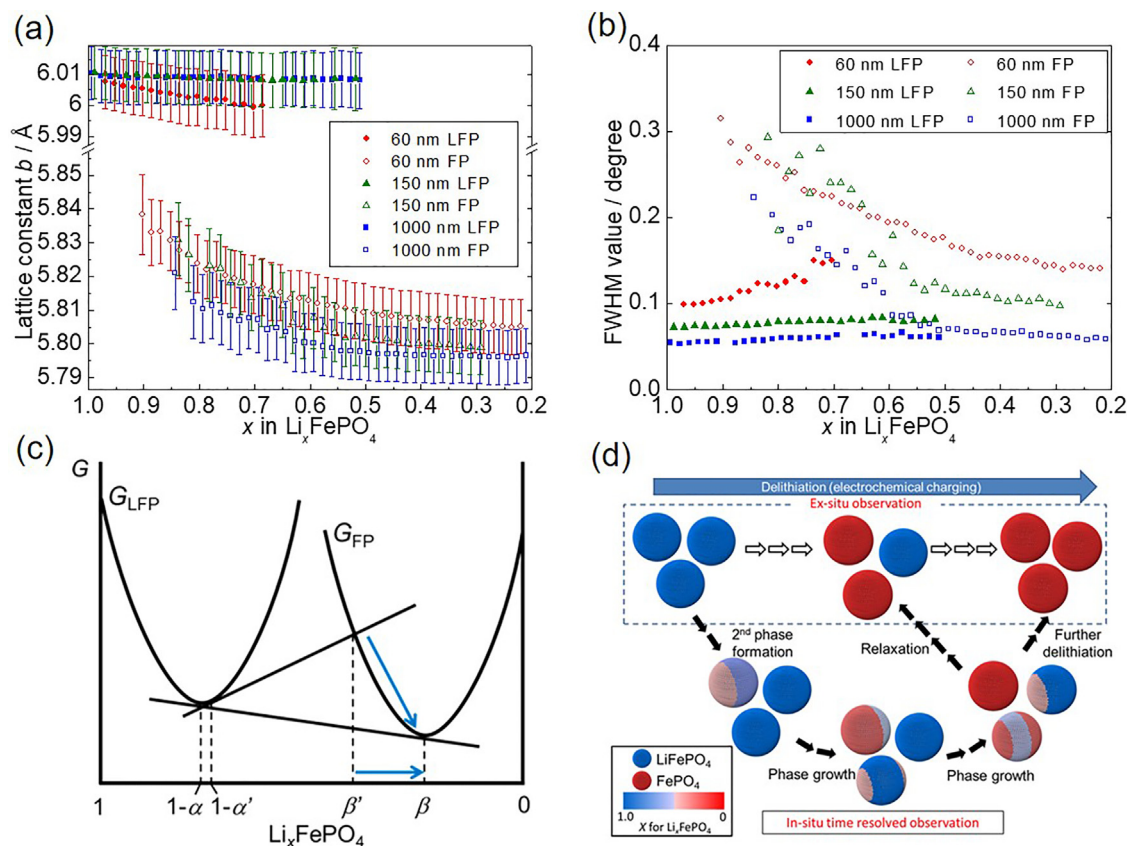 (a)
Lattice constant b / Å
6.01
6
5.99
5.85
5.84
5.83
5.82
5.81
5.80
5.79
60 nm LFP
60 nm FP
150 nm LFP
150 nm FP
1000 nm LFP
1000 nm FP
1.0 0.9 0.8 0.7 0.6 0.5 0.4 0.3 0.2
x in LiₓFePO₄
(b)
FWHM value / degree
0.4
0.3
0.2
0.1
0.0
60 nm LFP 60 nm FP
150 nm LFP 150 nm FP
1000 nm LFP 1000 nm FP
1.0 0.9 0.8 0.7 0.6 0.5 0.4 0.3 0.2
x in LiₓFePO₄
(c)
G
G_LFP
G_FP
1 1-α 1-α' β' β 0
LiₓFePO₄
(d)
Delithiation (electrochemical charging)
Ex-situ observation
2nd phase
formation
Relaxation
Further
delithiation
Phase growth
Phase growth
LiFePO₄
FePO₄
1.0 0
X for LiₓFePO₄
In-situ time resolved observation